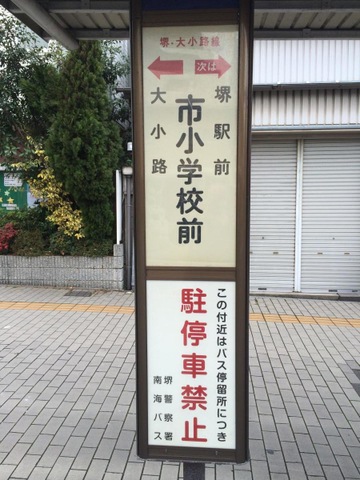 堺・大小路線
次は
堺駅前
市小学校前
大小路
この付近はバス停留所につき
駐停車禁止
堺警察署
南海バス